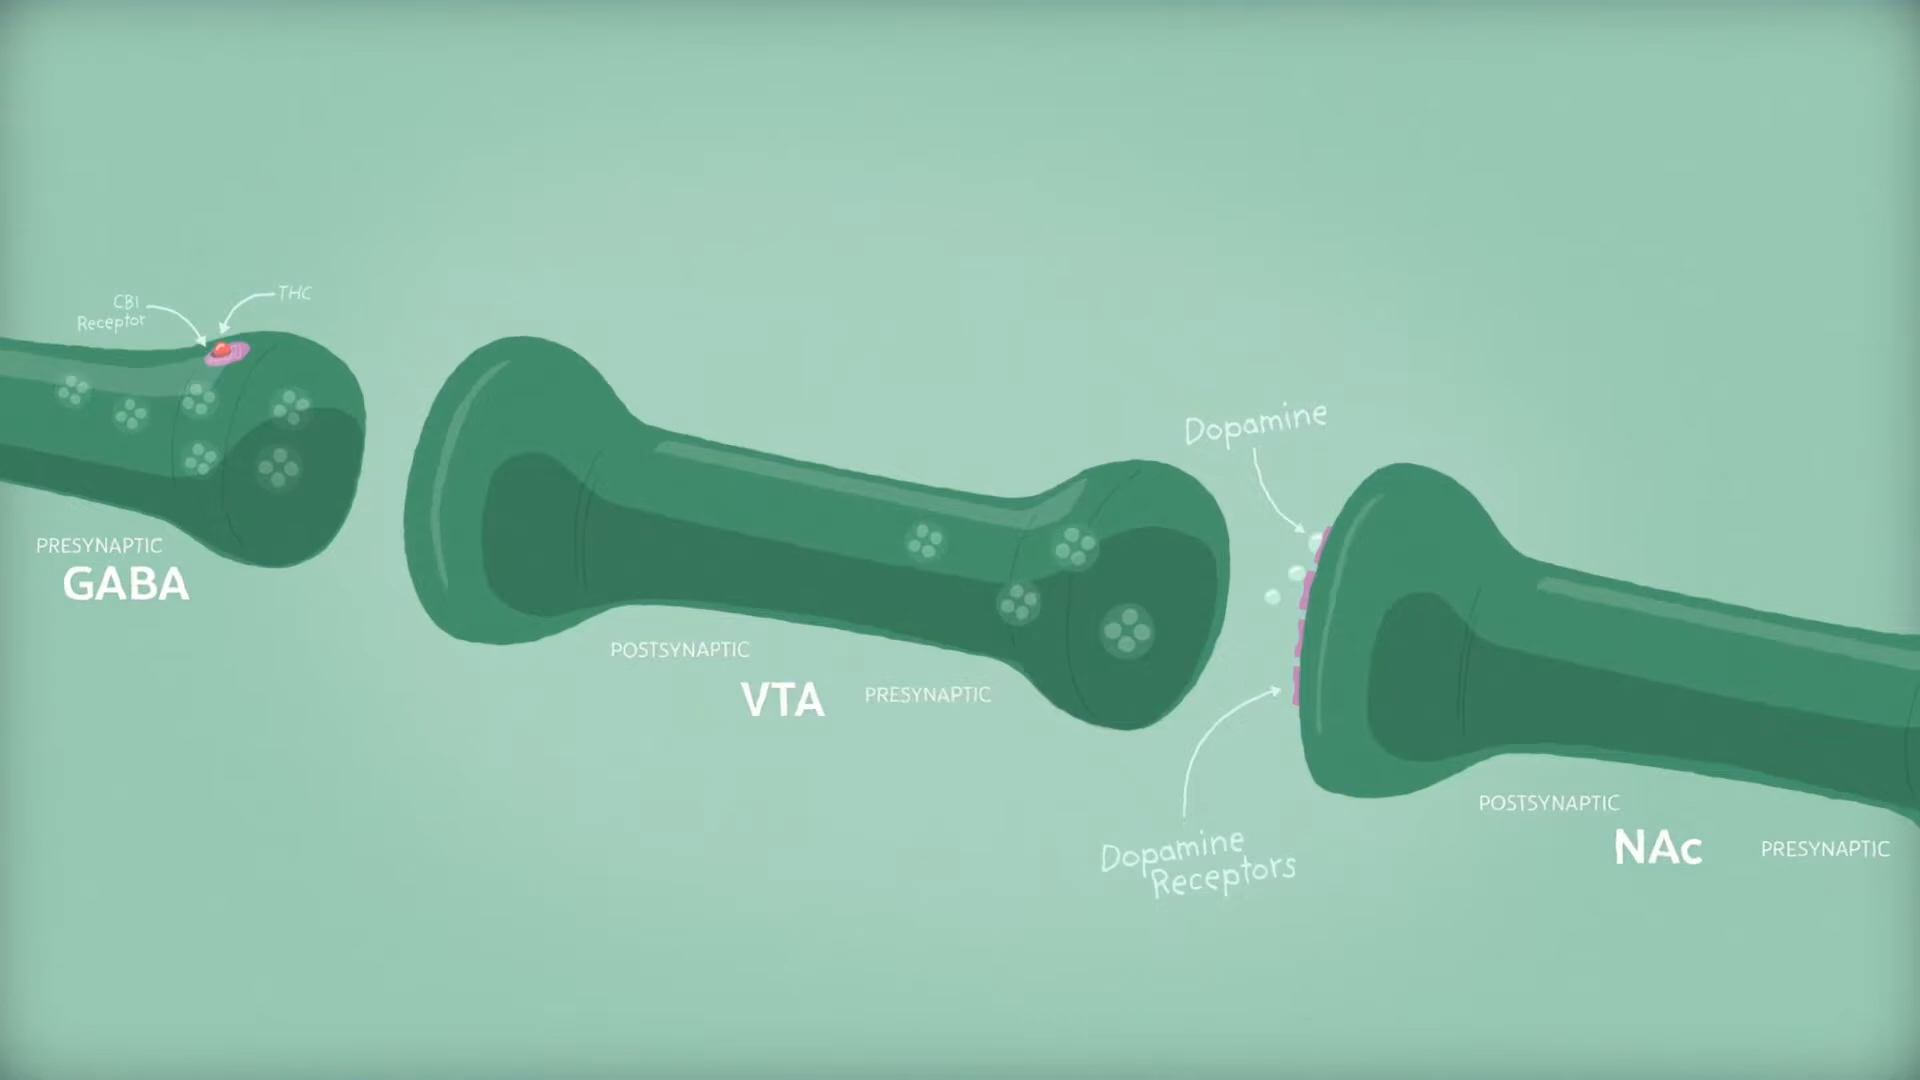 CB1
Receptor
THC
PRESYNAPTIC
GABA
POSTSYNAPTIC
VTA
PRESYNAPTIC
Dopamine
Dopamine
Receptors
POSTSYNAPTIC
NAc
PRESYNAPTIC